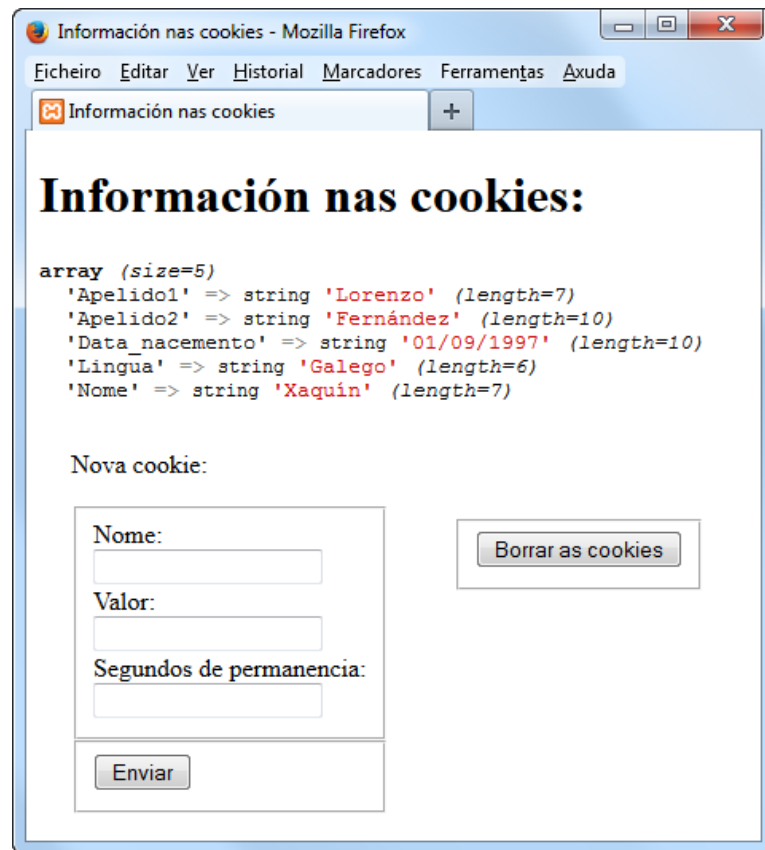 Información nas cookies - Mozilla Firefox
Ficheiro Editar Ver Historial Marcadores Ferramentas Axuda
Información nas cookies
Información nas cookies:
array (size=5)
'Apelido1' => string 'Lorenzo' (length=7)
'Apelido2' => string 'Fernández' (length=10)
'Data_nacemento' => string '01/09/1997' (length=10)
'Lingua' => string 'Galego' (length=6)
'Nome' => string 'Xaquín' (length=7)
Nova cookie:
Nome:
Valor:
Segundos de permanencia:
Enviar
Borrar as cookies